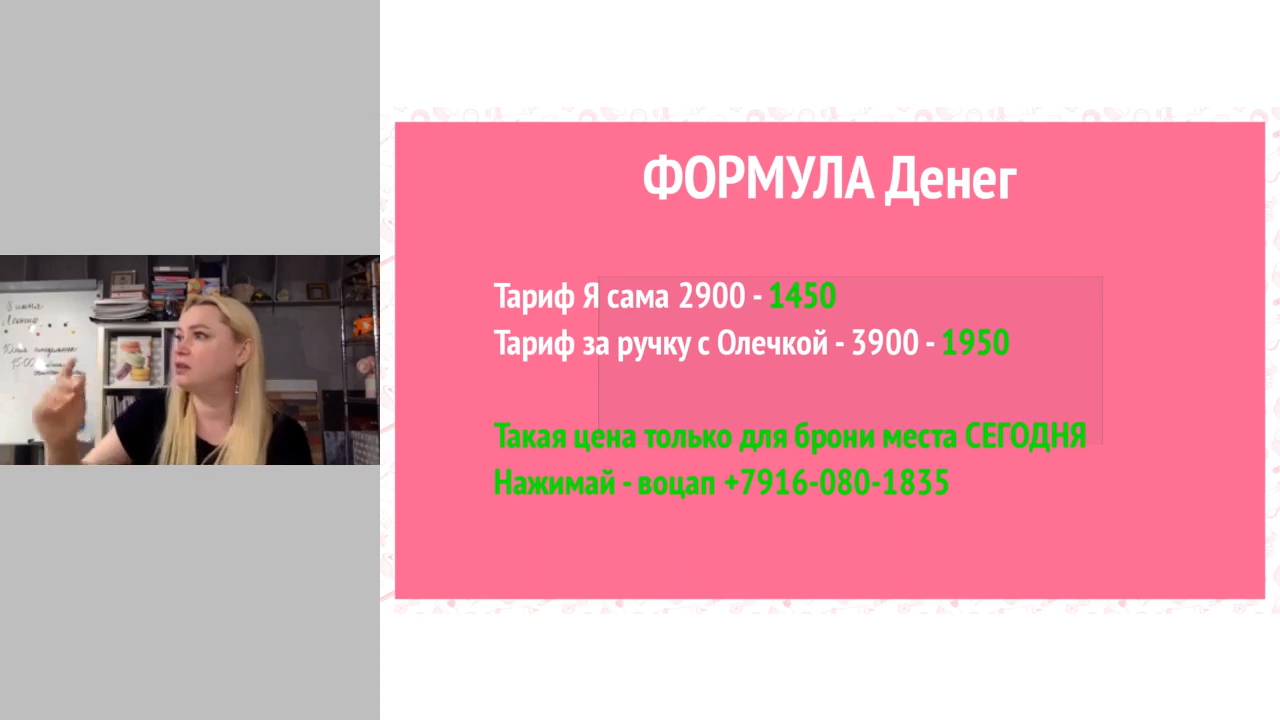 ФОРМУЛА Денег
Тариф Я сама 2900 - 1450
Тариф за ручку с Олечкой - 3900 - 1950
Такая цена только для брони места СЕГОДНЯ
Нажимай - воцап +7916-080-1835